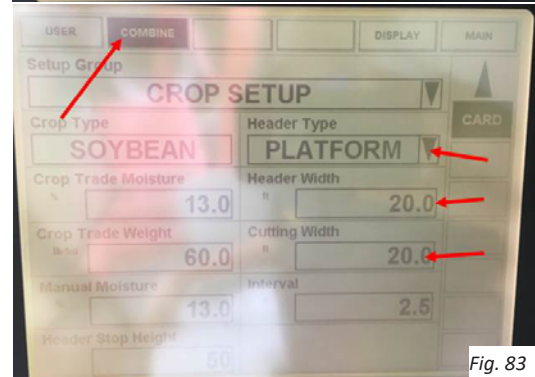 USER COMBINE DISPLAY MAIN
Setup Group
CROP SETUP
CARD
Crop Type Header Type
SOYBEAN PLATFORM
Crop Trade Moisture Header Width
% ft
13.0 20.0
Crop Trade Weight Cutting Width
ft
60.0 20.0
Manual Moisture Interval
13.0 2.5
Header Stop Height
50
Fig. 83